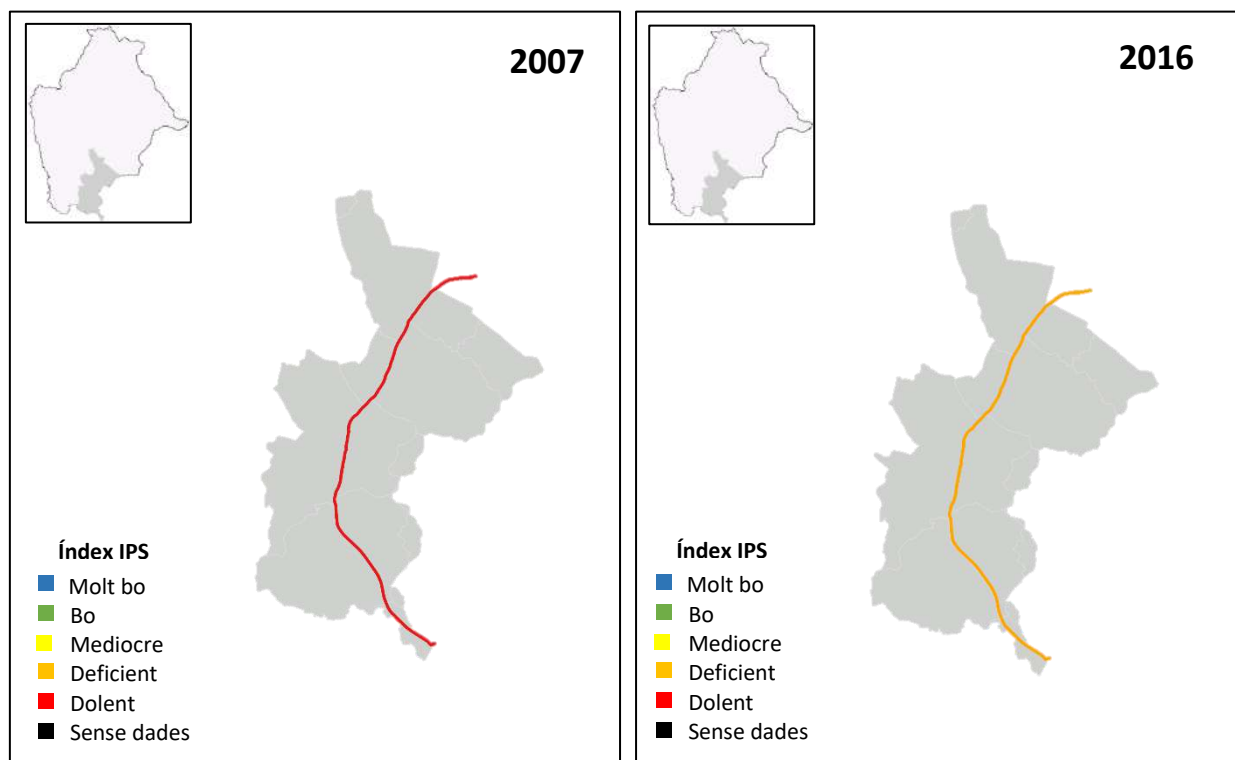 2007
Índex IPS
Molt bo
Bo
Mediocre
Deficient
Dolent
Sense dades
2016
Índex IPS
Molt bo
Bo
Mediocre
Deficient
Dolent
Sense dades